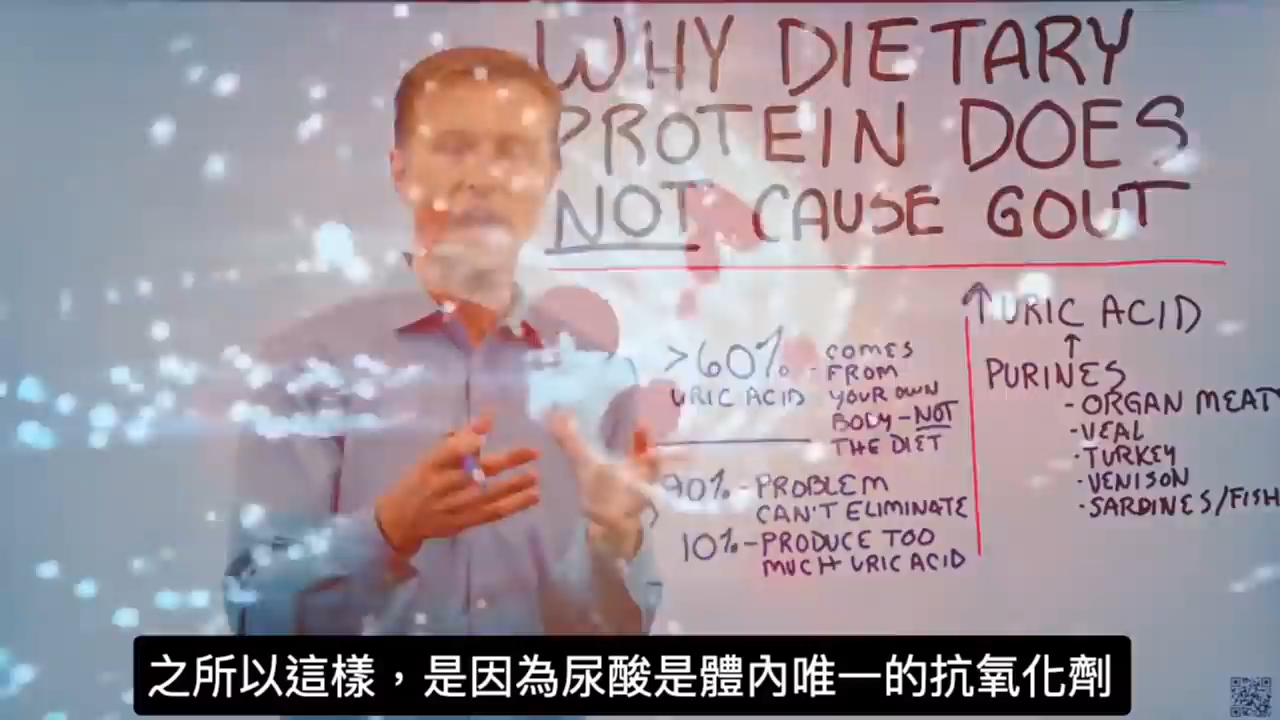 WHY DIETARY
PROTEIN DOES
NOT CAUSE GOUT
>60% - COMES
URIC ACID FROM
YOUR OWN
BODY - NOT
THE DIET
90% - PROBLEM
CAN'T ELIMINATE
10% - PRODUCE TOO
MUCH URIC ACID
↑ URIC ACID
↑
PURINES
- ORGAN MEAT
- VEAL
- TURKEY
- VENISON
- SARDINES/FISH
之所以這樣，是因為尿酸是體內唯一的抗氧化劑